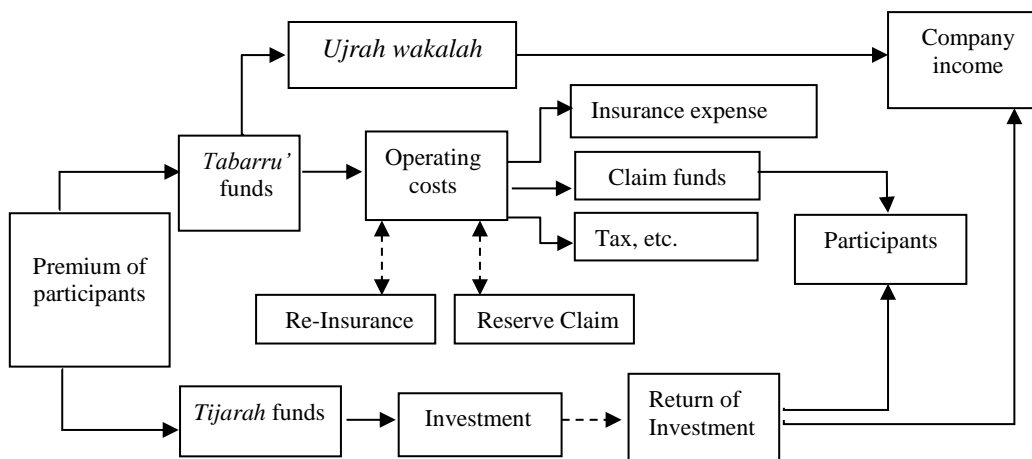 Ujrah wakalah
Company
income
Insurance expense
Tabarru’
funds
Operating
costs
Claim funds
Tax, etc.
Participants
Premium of
participants
Re-Insurance
Reserve Claim
Tijarah funds
Investment
Return of
Investment